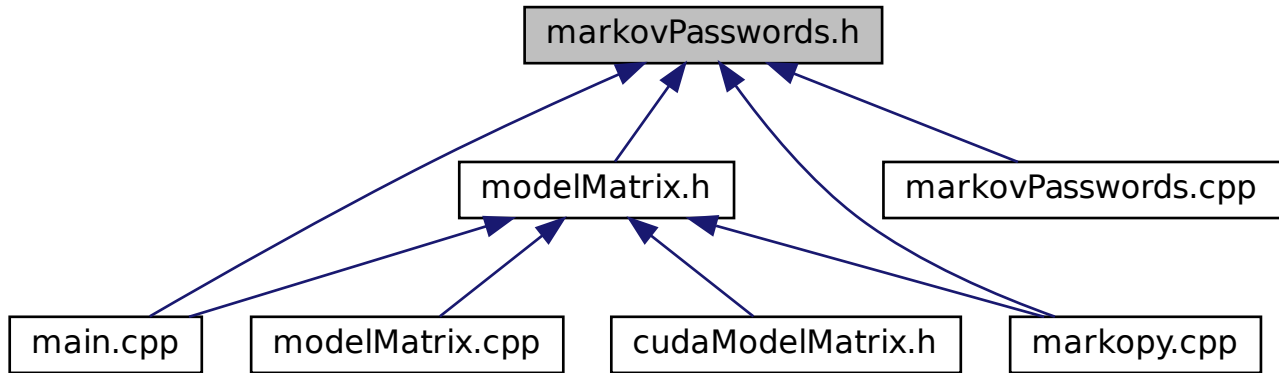 markovPasswords.h
modelMatrix.h
markovPasswords.cpp
main.cpp
modelMatrix.cpp
cudaModelMatrix.h
markopy.cpp